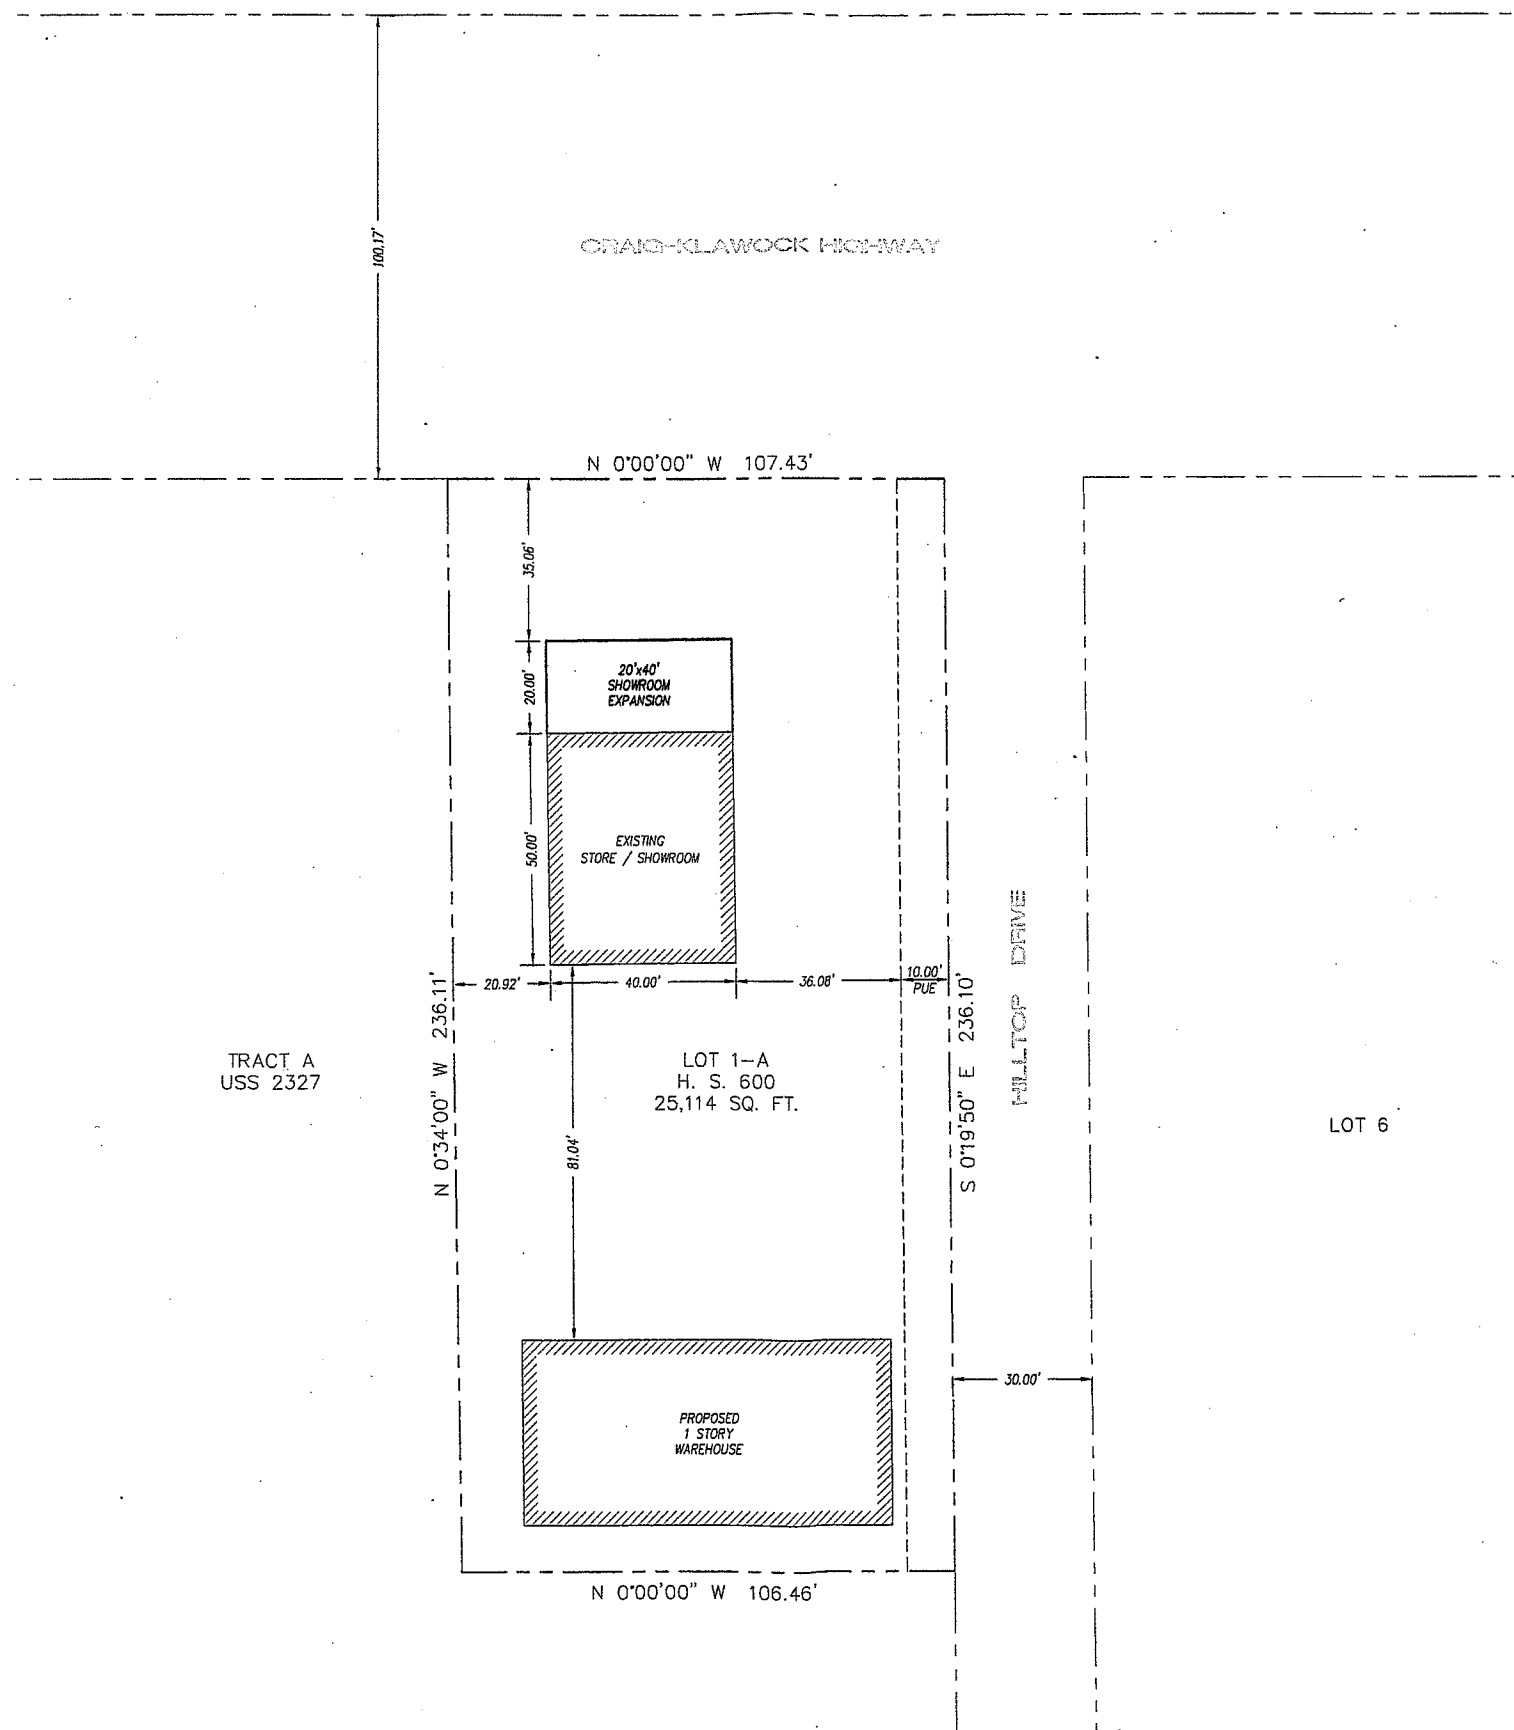 100.17'
CRAIG-KLAWOCK HIGHWAY
N 0°00'00" W 107.43'
35.06'
20.00'
20'x40'
SHOWROOM
EXPANSION
50.00'
EXISTING
STORE / SHOWROOM
20.92'
40.00'
36.08'
10.00'
PUE
N 0°34'00" W 236.11'
S 0°19'50" E 236.10'
HILLTOP DRIVE
TRACT A
USS 2327
LOT 1-A
H. S. 600
25,114 SQ. FT.
LOT 6
81.04'
30.00'
PROPOSED
1 STORY
WAREHOUSE
N 0°00'00" W 106.46'